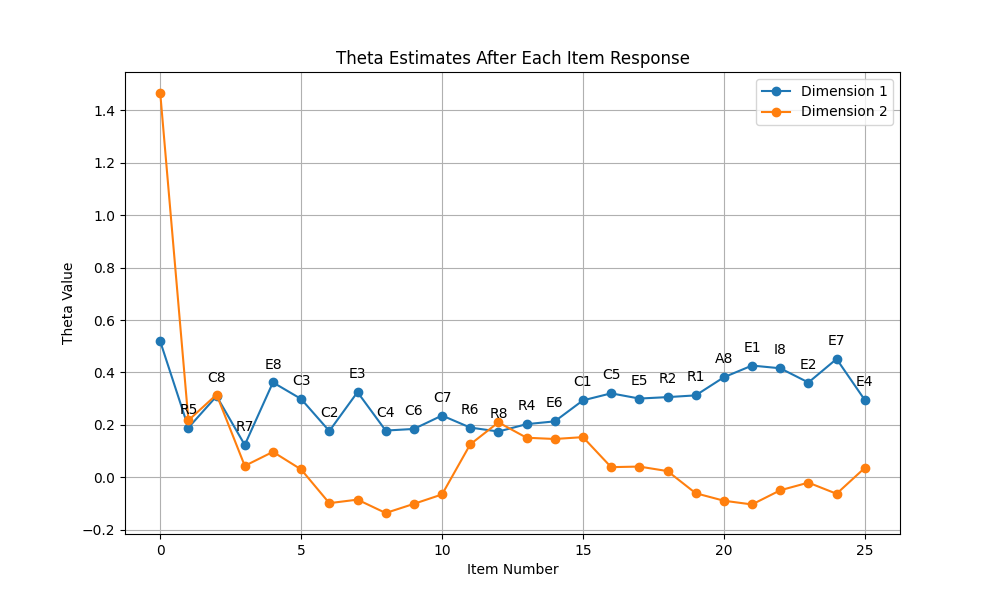 Theta Estimates After Each Item Response
Dimension 1
Dimension 2
Theta Value
1.4
1.2
1.0
0.8
0.6
0.4
0.2
0.0
−0.2
R5
C8
R7
E8
C3
C2
E3
C4
C6
C7
R6
R8
R4
E6
C1
C5
E5
R2
R1
A8
E1
I8
E2
E7
E4
0 5 10 15 20 25
Item Number